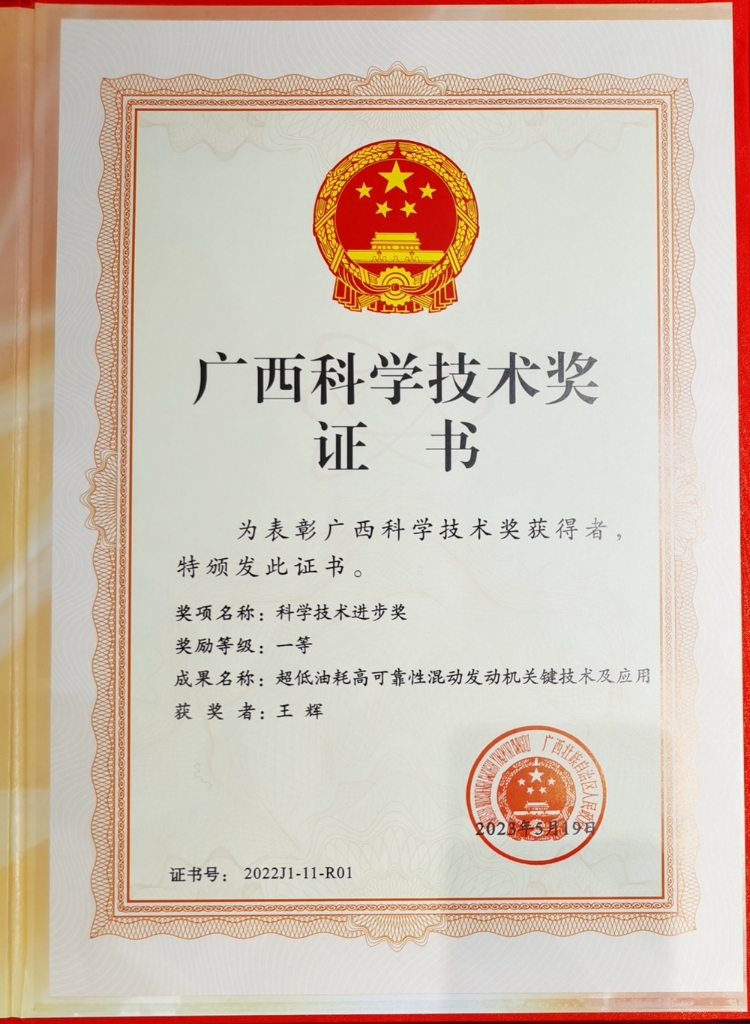 广西科学技术奖
证 书
为表彰广西科学技术奖获得者，
特颁发此证书。
奖项名称：科学技术进步奖
奖励等级：一等
成果名称：超低油耗高可靠性混动发动机关键技术及应用
获 奖 者：王 辉
广西壮族自治区人民政府
2023年5月19日
证书号： 2022J1-11-R01